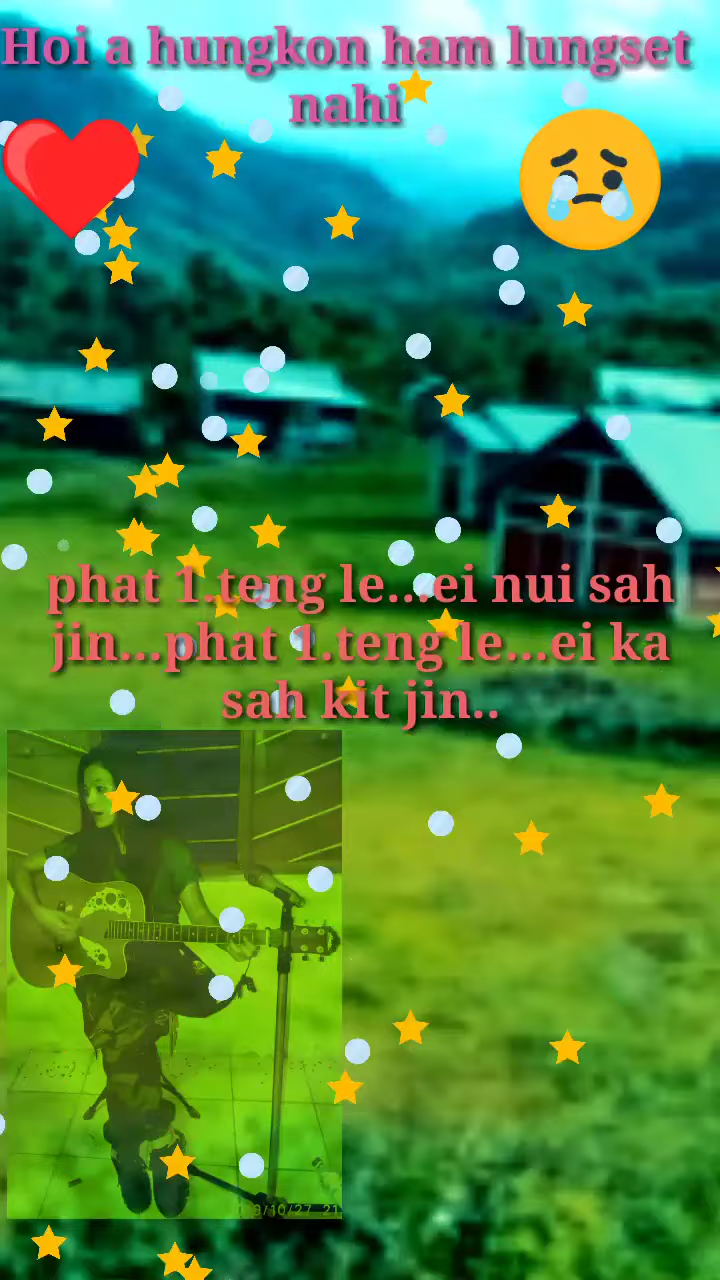 Hoi a hungkon ham lungset
nahi
phat 1.teng le...ei nui sah
jin...phat 1.teng le...ei ka
sah kit jin..